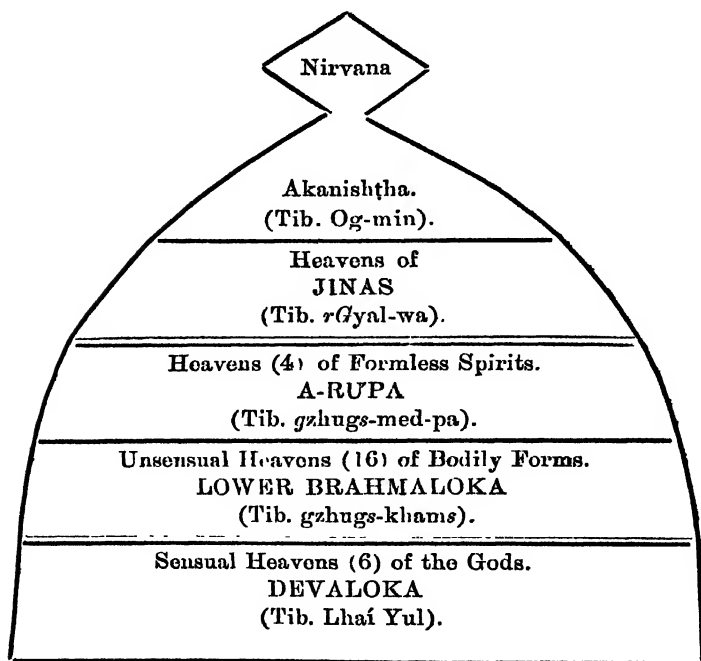 Nirvana
Akanishṭha.
(Tib. Og-min).
Heavens of
JINAS
(Tib. rGyal-wa).
Heavens (4) of Formless Spirits.
A-RUPA
(Tib. gzhugs-med-pa).
Unsensual Heavens (16) of Bodily Forms.
LOWER BRAHMALOKA
(Tib. gzhugs-khams).
Sensual Heavens (6) of the Gods.
DEVALOKA
(Tib. Lhaí Yul).